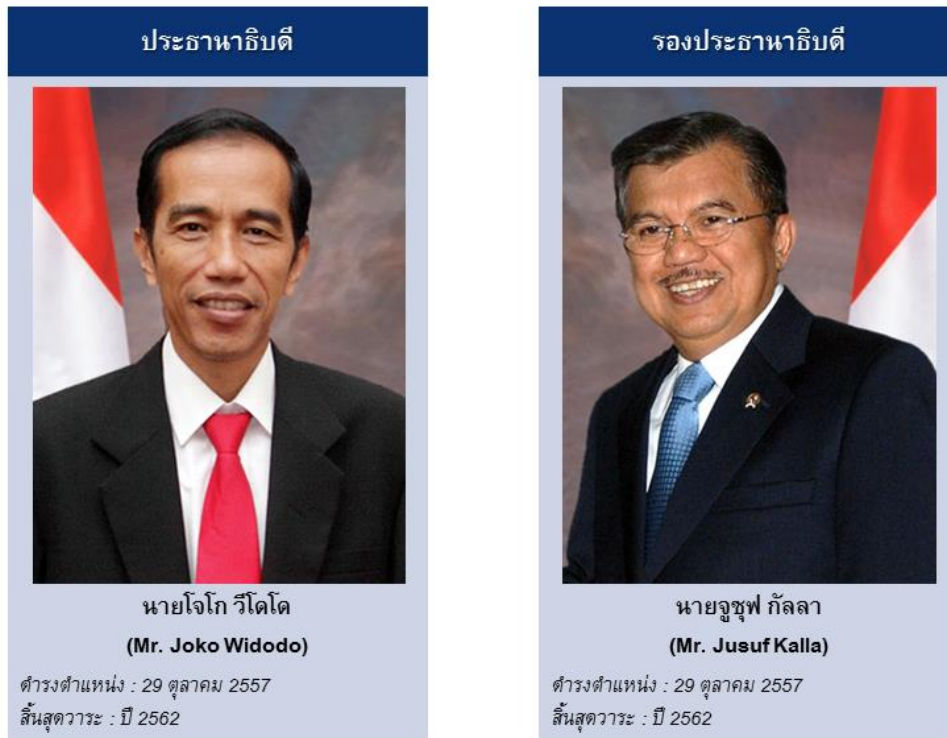 ประธานาธิบดี
นายโจโก วีโดโด
(Mr. Joko Widodo)
ดำรงตำแหน่ง : 29 ตุลาคม 2557
สิ้นสุดวาระ : ปี 2562
รองประธานาธิบดี
นายจูซุฟ กัลลา
(Mr. Jusuf Kalla)
ดำรงตำแหน่ง : 29 ตุลาคม 2557
สิ้นสุดวาระ : ปี 2562